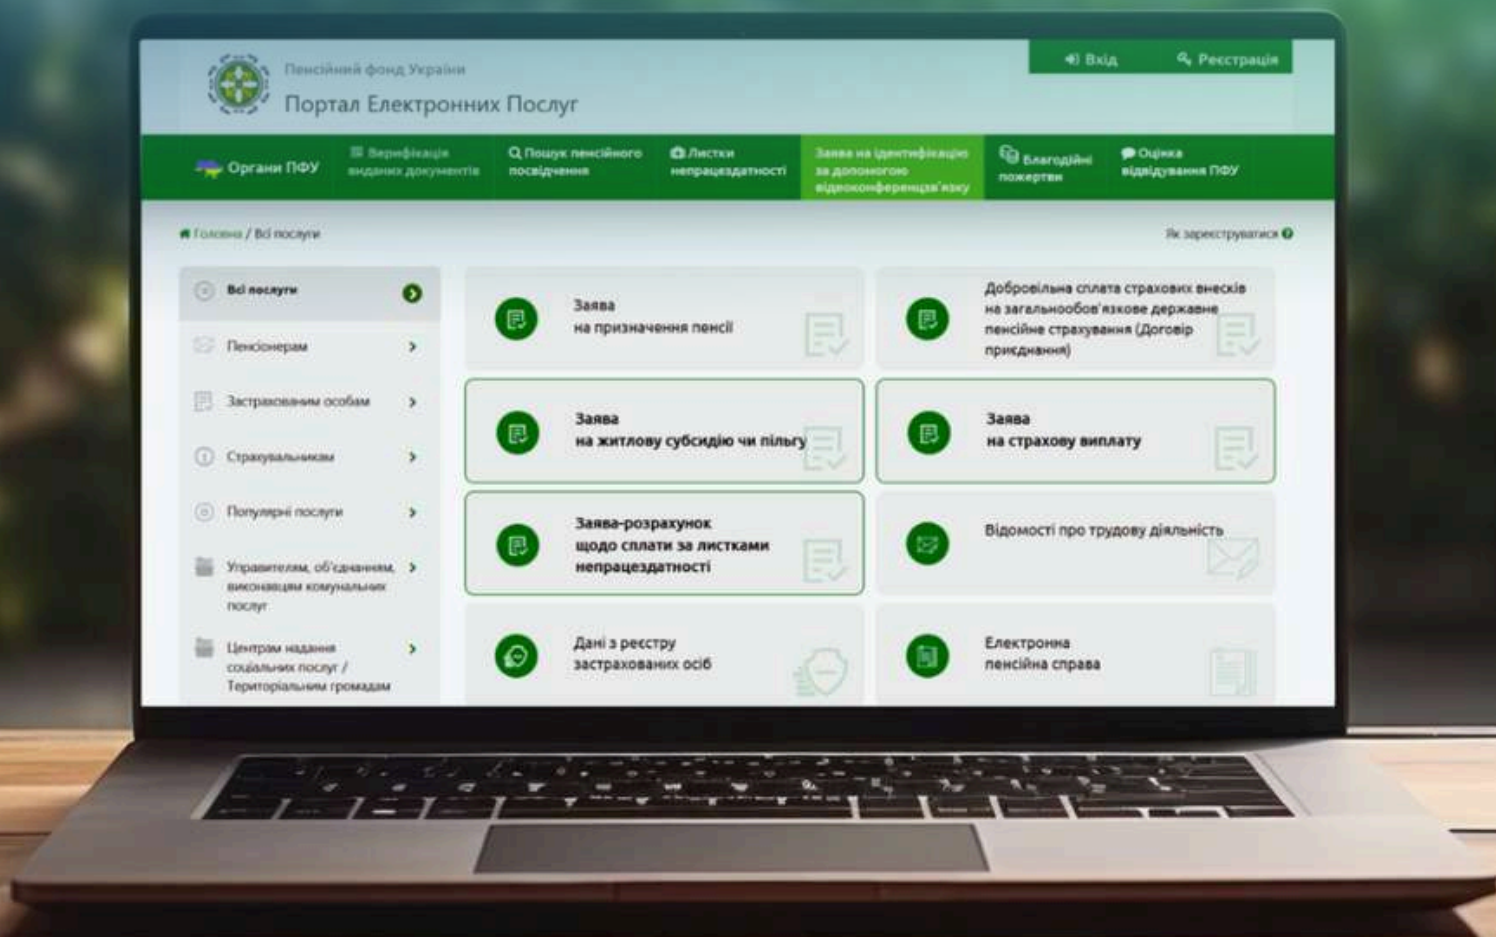 Пенсійний фонд України
Портал Електронних Послуг
Вхід
Реєстрація
Органи ПФУ
Верифікація
виданих документів
Пошук пенсійного
посвідчення
Листки
непрацездатності
Заява на ідентифікацію
за допомогою
відеоконференцзв'язку
Благодійні
пожертви
Оцінка
відвідування ПФУ
Головна / Всі послуги
Як зареєструватися
Всі послуги
Пенсіонерам
Застрахованим особам
Страхувальникам
Популярні послуги
Управителям, об'єднанням,
виконавцям комунальних
послуг
Центрам надання
соціальних послуг /
Територіальним громадам
Заява
на призначення пенсії
Добровільна сплата страхових внесків
на загальнообов'язкове державне
пенсійне страхування (Договір
приєднання)
Заява
на житлову субсидію чи пільгу
Заява
на страхову виплату
Заява-розрахунок
щодо сплати за листками
непрацездатності
Відомості про трудову діяльність
Дані з реєстру
застрахованих осіб
Електронна
пенсійна справа